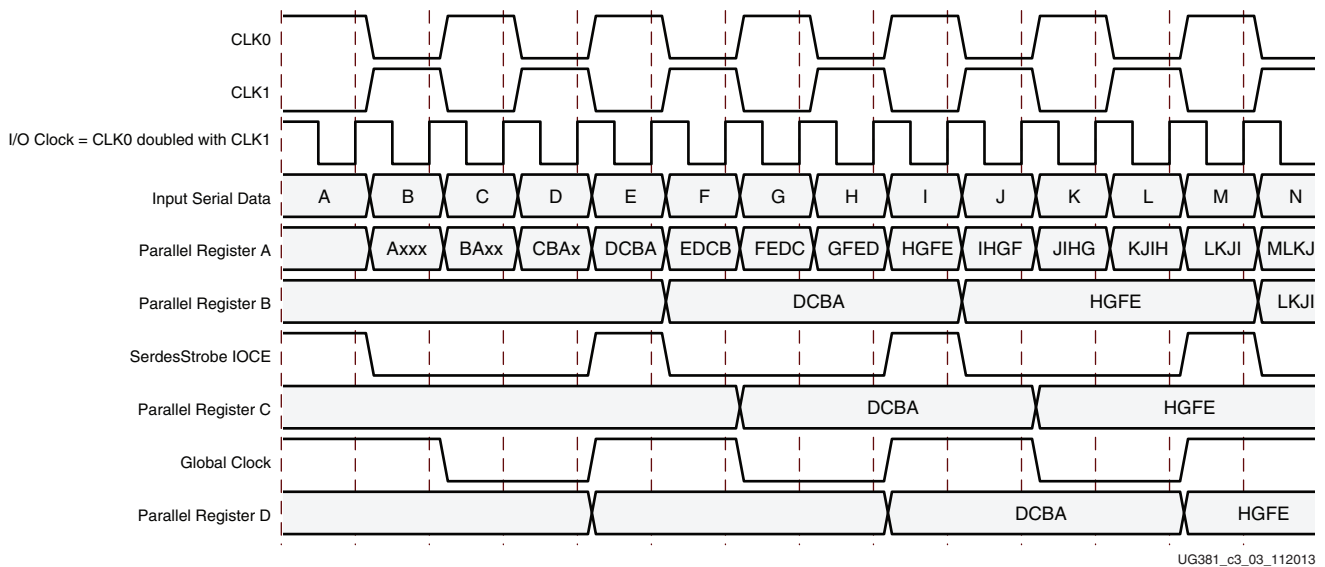 CLK0
CLK1
I/O Clock = CLK0 doubled with CLK1
Input Serial Data A B C D E F G H I J K L M N
Parallel Register A Axxx BAxx CBAx DCBA EDCB FEDC GFED HGFE IHGF JIHG KJIH LKJI MLKJ
Parallel Register B DCBA HGFE LKJI
SerdesStrobe IOCE
Parallel Register C DCBA HGFE
Global Clock
Parallel Register D DCBA HGFE
UG381_c3_03_112013